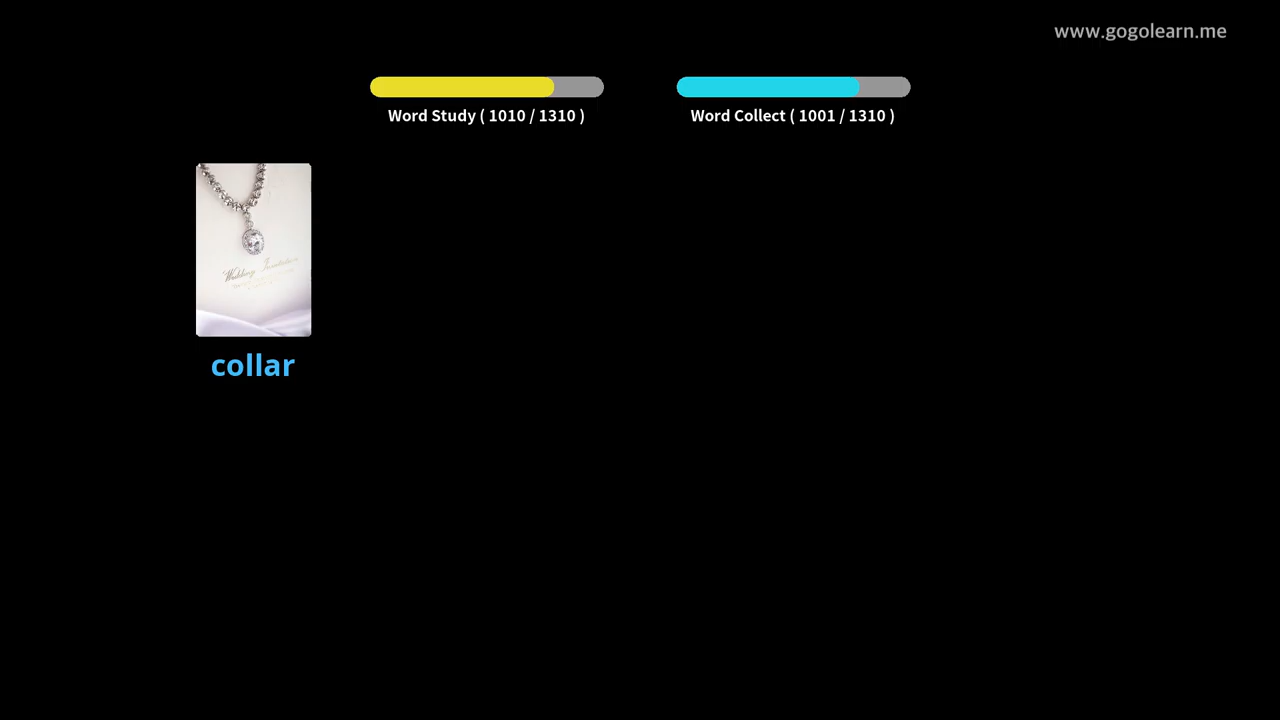 www.gogolearn.me
Word Study ( 1010 / 1310 )
Word Collect ( 1001 / 1310 )
Wedding Invitation
collar